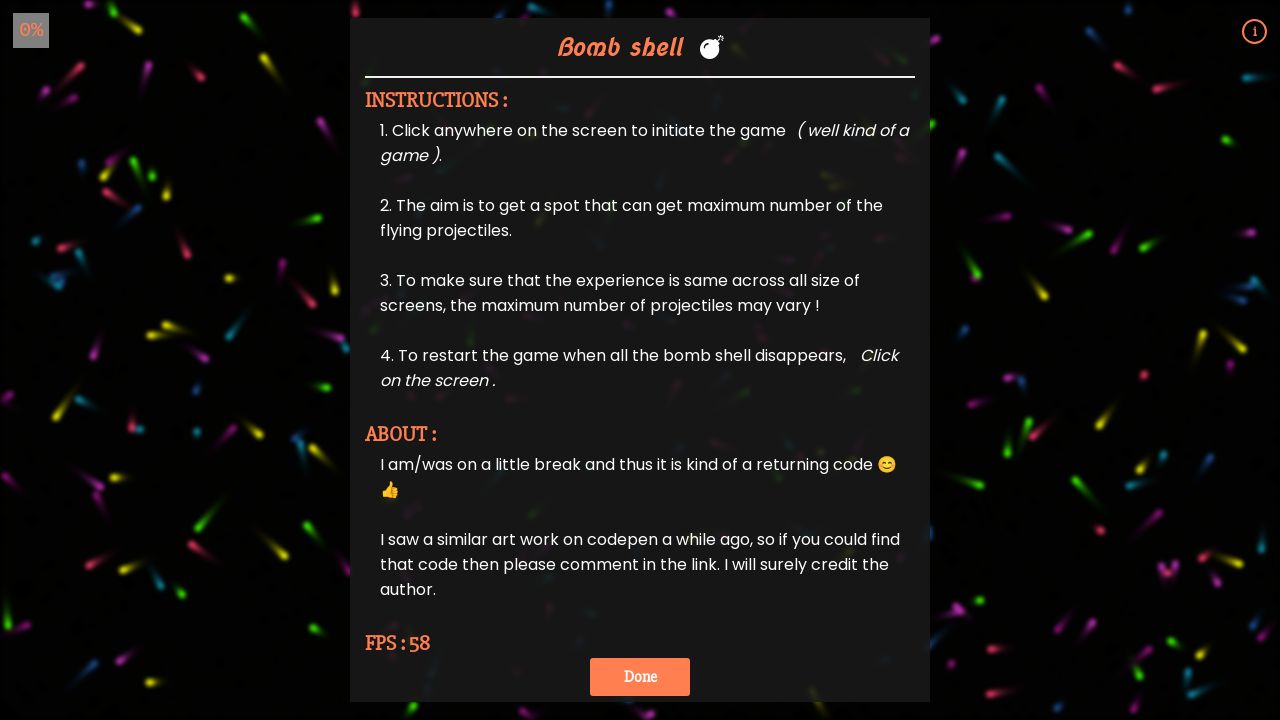 0%
i
Bomb shell 💣
INSTRUCTIONS :
1. Click anywhere on the screen to initiate the game ( well kind of a
game ).
2. The aim is to get a spot that can get maximum number of the
flying projectiles.
3. To make sure that the experience is same across all size of
screens, the maximum number of projectiles may vary !
4. To restart the game when all the bomb shell disappears, Click
on the screen .
ABOUT :
I am/was on a little break and thus it is kind of a returning code 😊
👍
I saw a similar art work on codepen a while ago, so if you could find
that code then please comment in the link. I will surely credit the
author.
FPS : 58
Done